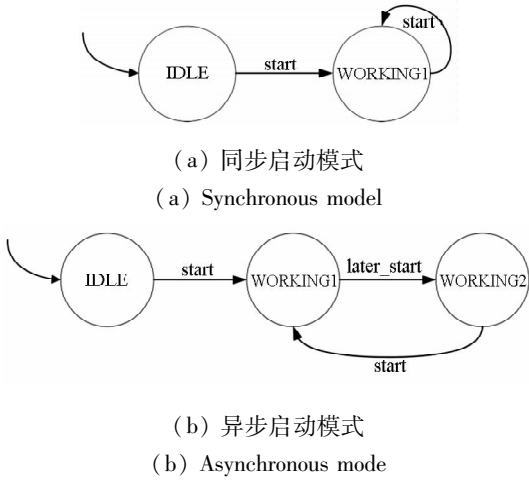 start
IDLE
start
WORKING1
(a) 同步启动模式
(a) Synchronous model
IDLE
start
WORKING1
later_start
WORKING2
start
(b) 异步启动模式
(b) Asynchronous mode